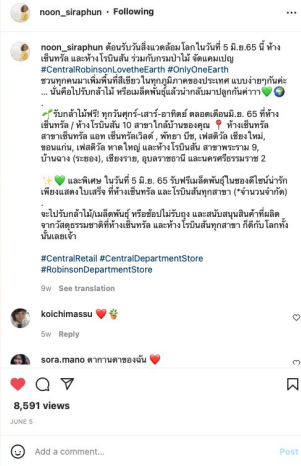 noon_siraphun • Following
noon_siraphun ต้อนรับวันสิ่งแวดล้อมโลกในวันที่ 5 มิ.ย.65 นี้ ห้าง
เซ็นทรัล และห้างโรบินสัน ร่วมกับกรมป่าไม้ จัดแคมเปญ
#CentralRobinsonLovetheEarth #OnlyOneEarth
ชวนทุกคนมาเพิ่มพื้นที่สีเขียว ในทุกภูมิภาคของประเทศ แบบง่ายๆกันค่ะ
... นั่นคือไปรับกล้าไม้ หรือเมล็ดพันธุ์แล้วนำกลับมาปลูกกันค่าาา💚🌍
.
🌱รับกล้าไม้ฟรี! ทุกวันศุกร์-เสาร์-อาทิตย์ ตลอดเดือนมิ.ย. 65 ที่ห้าง
เซ็นทรัล / ห้างโรบินสัน 10 สาขาใกล้บ้านของคุณ 📍 ห้างเซ็นทรัล
สาขาเซ็นทรัล แอท เซ็นทรัลเวิลด์ , พัทยา บีช, เฟสติวัล เชียงใหม่,
ขอนแก่น, เฟสติวัล หาดใหญ่ และห้างโรบินสัน สาขาพระราม 9,
บ้านฉาง (ระยอง), เชียงราย, อุบลราชธานี และนครศรีธรรมราช 2
.
✨💚 และพิเศษ ในวันที่ 5 มิ.ย. 65 รับฟรีเมล็ดพันธุ์ในซองดีไซน์น่ารัก
เพียงแสดงใบเสร็จ ที่ห้างเซ็นทรัล และโรบินสันทุกสาขา (*จำนวนจำกัด)
.
จะไปรับกล้าไม้/เมล็ดพันธุ์ หรือช้อปไม่รับถุง และสนับสนุนสินค้าที่ผลิต
จากวัสดุธรรมชาติที่ห้างเซ็นทรัล และห้างโรบินสันทุกสาขา ก็ดีกับโลกทั้ง
นั้นเลยเจ้า
.
#CentralRetail #CentralDepartmentStore
#RobinsonDepartmentStore
9w See translation
koichimassu ❤️🪴
5w Reply
sora.mano ดากานดาของฉัน ❤️
8,591 views
JUNE 5
Add a comment... Post